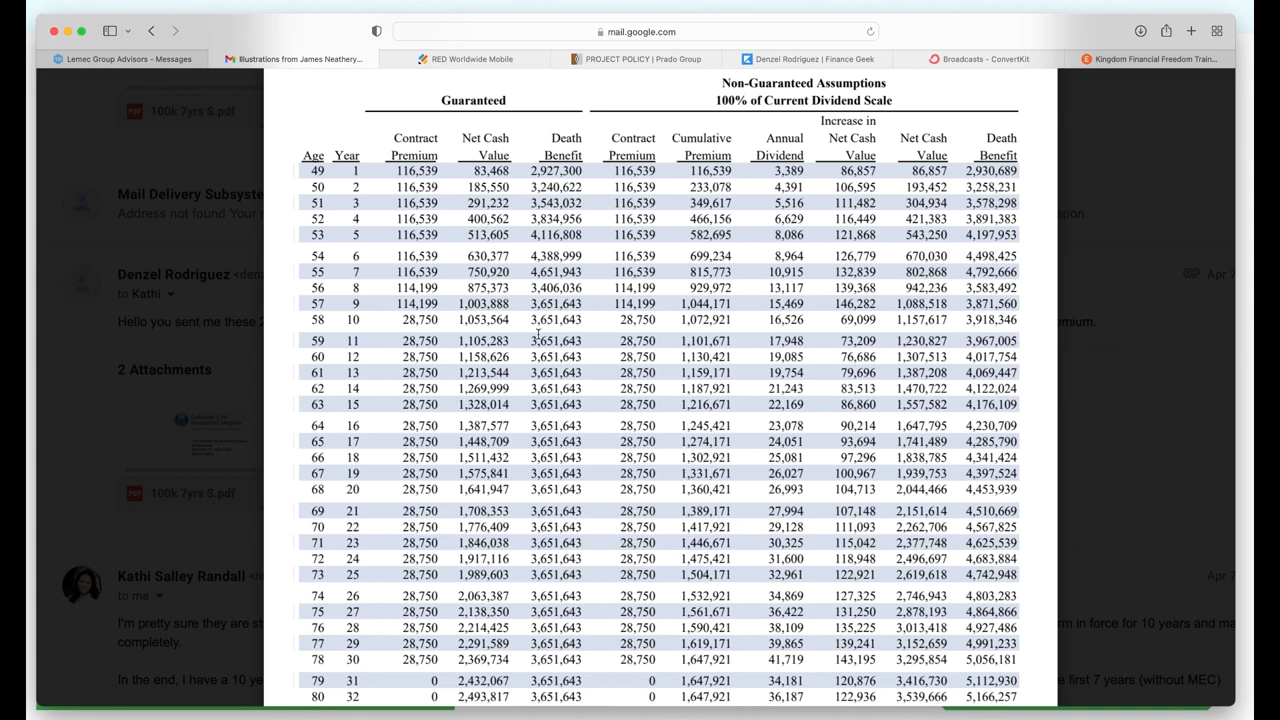 mail.google.com
Lemec Group Advisors - Messages
Illustrations from James Neathery...
RED Worldwide Mobile
PROJECT POLICY | Prado Group
Denzel Rodriguez | Finance Geek
Broadcasts - ConvertKit
Kingdom Financial Freedom Train...
100k 7yrs S.pdf
Mail Delivery Subsyste
Address not found Your
pon
Denzel Rodriguez <denz
Apr 7
to Kathi
Hello you sent me these 2
emium.
2 Attachments
PDF 100k 7yrs S.pdf
Kathi Salley Randall
Apr 7
to me
I'm pretty sure they are st
rm in force for 10 years and ma
completely.
In the end, I have a 10 ye
e first 7 years (without MEC)
Non-Guaranteed Assumptions
Guaranteed 100% of Current Dividend Scale
Increase in
Contract Net Cash Death Contract Cumulative Annual Net Cash Net Cash Death
Age Year Premium Value Benefit Premium Premium Dividend Value Value Benefit
49 1 116,539 83,468 2,927,300 116,539 116,539 3,389 86,857 86,857 2,930,689
50 2 116,539 185,550 3,240,622 116,539 233,078 4,391 106,595 193,452 3,258,231
51 3 116,539 291,232 3,543,032 116,539 349,617 5,516 111,482 304,934 3,578,298
52 4 116,539 400,562 3,834,956 116,539 466,156 6,629 116,449 421,383 3,891,383
53 5 116,539 513,605 4,116,808 116,539 582,695 8,086 121,868 543,250 4,197,953
54 6 116,539 630,377 4,388,999 116,539 699,234 8,964 126,779 670,030 4,498,425
55 7 116,539 750,920 4,651,943 116,539 815,773 10,915 132,839 802,868 4,792,666
56 8 114,199 875,373 3,406,036 114,199 929,972 13,117 139,368 942,236 3,583,492
57 9 114,199 1,003,888 3,651,643 114,199 1,044,171 15,469 146,282 1,088,518 3,871,560
58 10 28,750 1,053,564 3,651,643 28,750 1,072,921 16,526 69,099 1,157,617 3,918,346
59 11 28,750 1,105,283 3,651,643 28,750 1,101,671 17,948 73,209 1,230,827 3,967,005
60 12 28,750 1,158,626 3,651,643 28,750 1,130,421 19,085 76,686 1,307,513 4,017,754
61 13 28,750 1,213,544 3,651,643 28,750 1,159,171 19,754 79,696 1,387,208 4,069,447
62 14 28,750 1,269,999 3,651,643 28,750 1,187,921 21,243 83,513 1,470,722 4,122,024
63 15 28,750 1,328,014 3,651,643 28,750 1,216,671 22,169 86,860 1,557,582 4,176,109
64 16 28,750 1,387,577 3,651,643 28,750 1,245,421 23,078 90,214 1,647,795 4,230,709
65 17 28,750 1,448,709 3,651,643 28,750 1,274,171 24,051 93,694 1,741,489 4,285,790
66 18 28,750 1,511,432 3,651,643 28,750 1,302,921 25,081 97,296 1,838,785 4,341,424
67 19 28,750 1,575,841 3,651,643 28,750 1,331,671 26,027 100,967 1,939,753 4,397,524
68 20 28,750 1,641,947 3,651,643 28,750 1,360,421 26,993 104,713 2,044,466 4,453,939
69 21 28,750 1,708,353 3,651,643 28,750 1,389,171 27,994 107,148 2,151,614 4,510,669
70 22 28,750 1,776,409 3,651,643 28,750 1,417,921 29,128 111,093 2,262,706 4,567,825
71 23 28,750 1,846,038 3,651,643 28,750 1,446,671 30,325 115,042 2,377,748 4,625,539
72 24 28,750 1,917,116 3,651,643 28,750 1,475,421 31,600 118,948 2,496,697 4,683,884
73 25 28,750 1,989,603 3,651,643 28,750 1,504,171 32,961 122,921 2,619,618 4,742,948
74 26 28,750 2,063,387 3,651,643 28,750 1,532,921 34,869 127,325 2,746,943 4,803,283
75 27 28,750 2,138,350 3,651,643 28,750 1,561,671 36,422 131,250 2,878,193 4,864,866
76 28 28,750 2,214,425 3,651,643 28,750 1,590,421 38,109 135,225 3,013,418 4,927,486
77 29 28,750 2,291,589 3,651,643 28,750 1,619,171 39,865 139,241 3,152,659 4,991,233
78 30 28,750 2,369,734 3,651,643 28,750 1,647,921 41,719 143,195 3,295,854 5,056,181
79 31 0 2,432,067 3,651,643 0 1,647,921 34,181 120,876 3,416,730 5,112,930
80 32 0 2,493,817 3,651,643 0 1,647,921 36,187 122,936 3,539,666 5,166,257